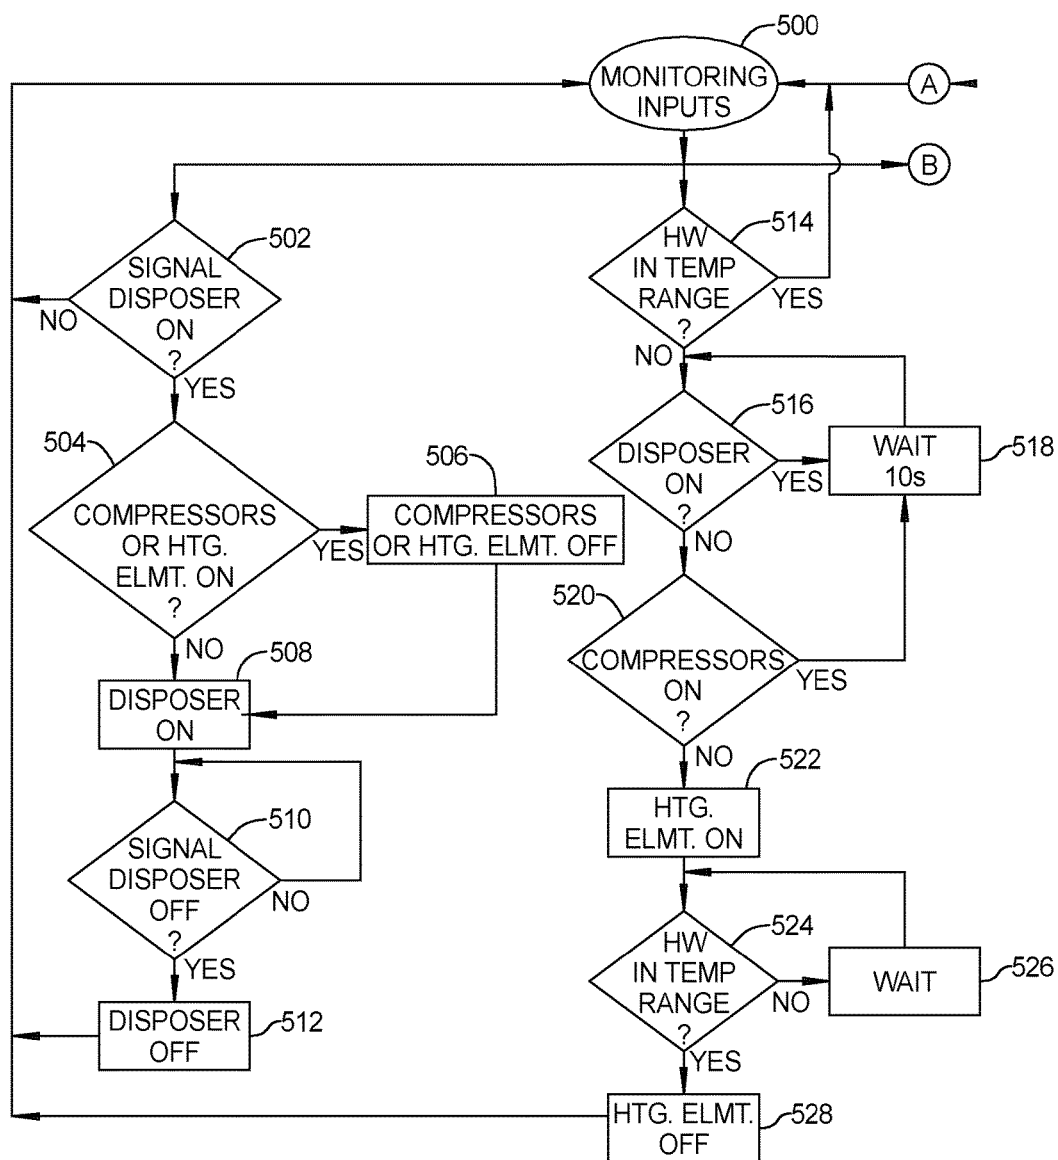 500
MONITORING
INPUTS
A
B
502
SIGNAL
DISPOSER
ON
?
NO
YES
514
HW
IN TEMP
RANGE
?
YES
NO
504
COMPRESSORS
OR HTG.
ELMT. ON
?
YES
NO
506
COMPRESSORS
OR HTG. ELMT. OFF
516
DISPOSER
ON
?
YES
NO
WAIT
10s
518
508
DISPOSER
ON
520
COMPRESSORS
ON
?
YES
NO
510
SIGNAL
DISPOSER
OFF
?
NO
YES
522
HTG.
ELMT. ON
DISPOSER
OFF
512
524
HW
IN TEMP
RANGE
?
NO
YES
WAIT
526
HTG. ELMT.
OFF
528